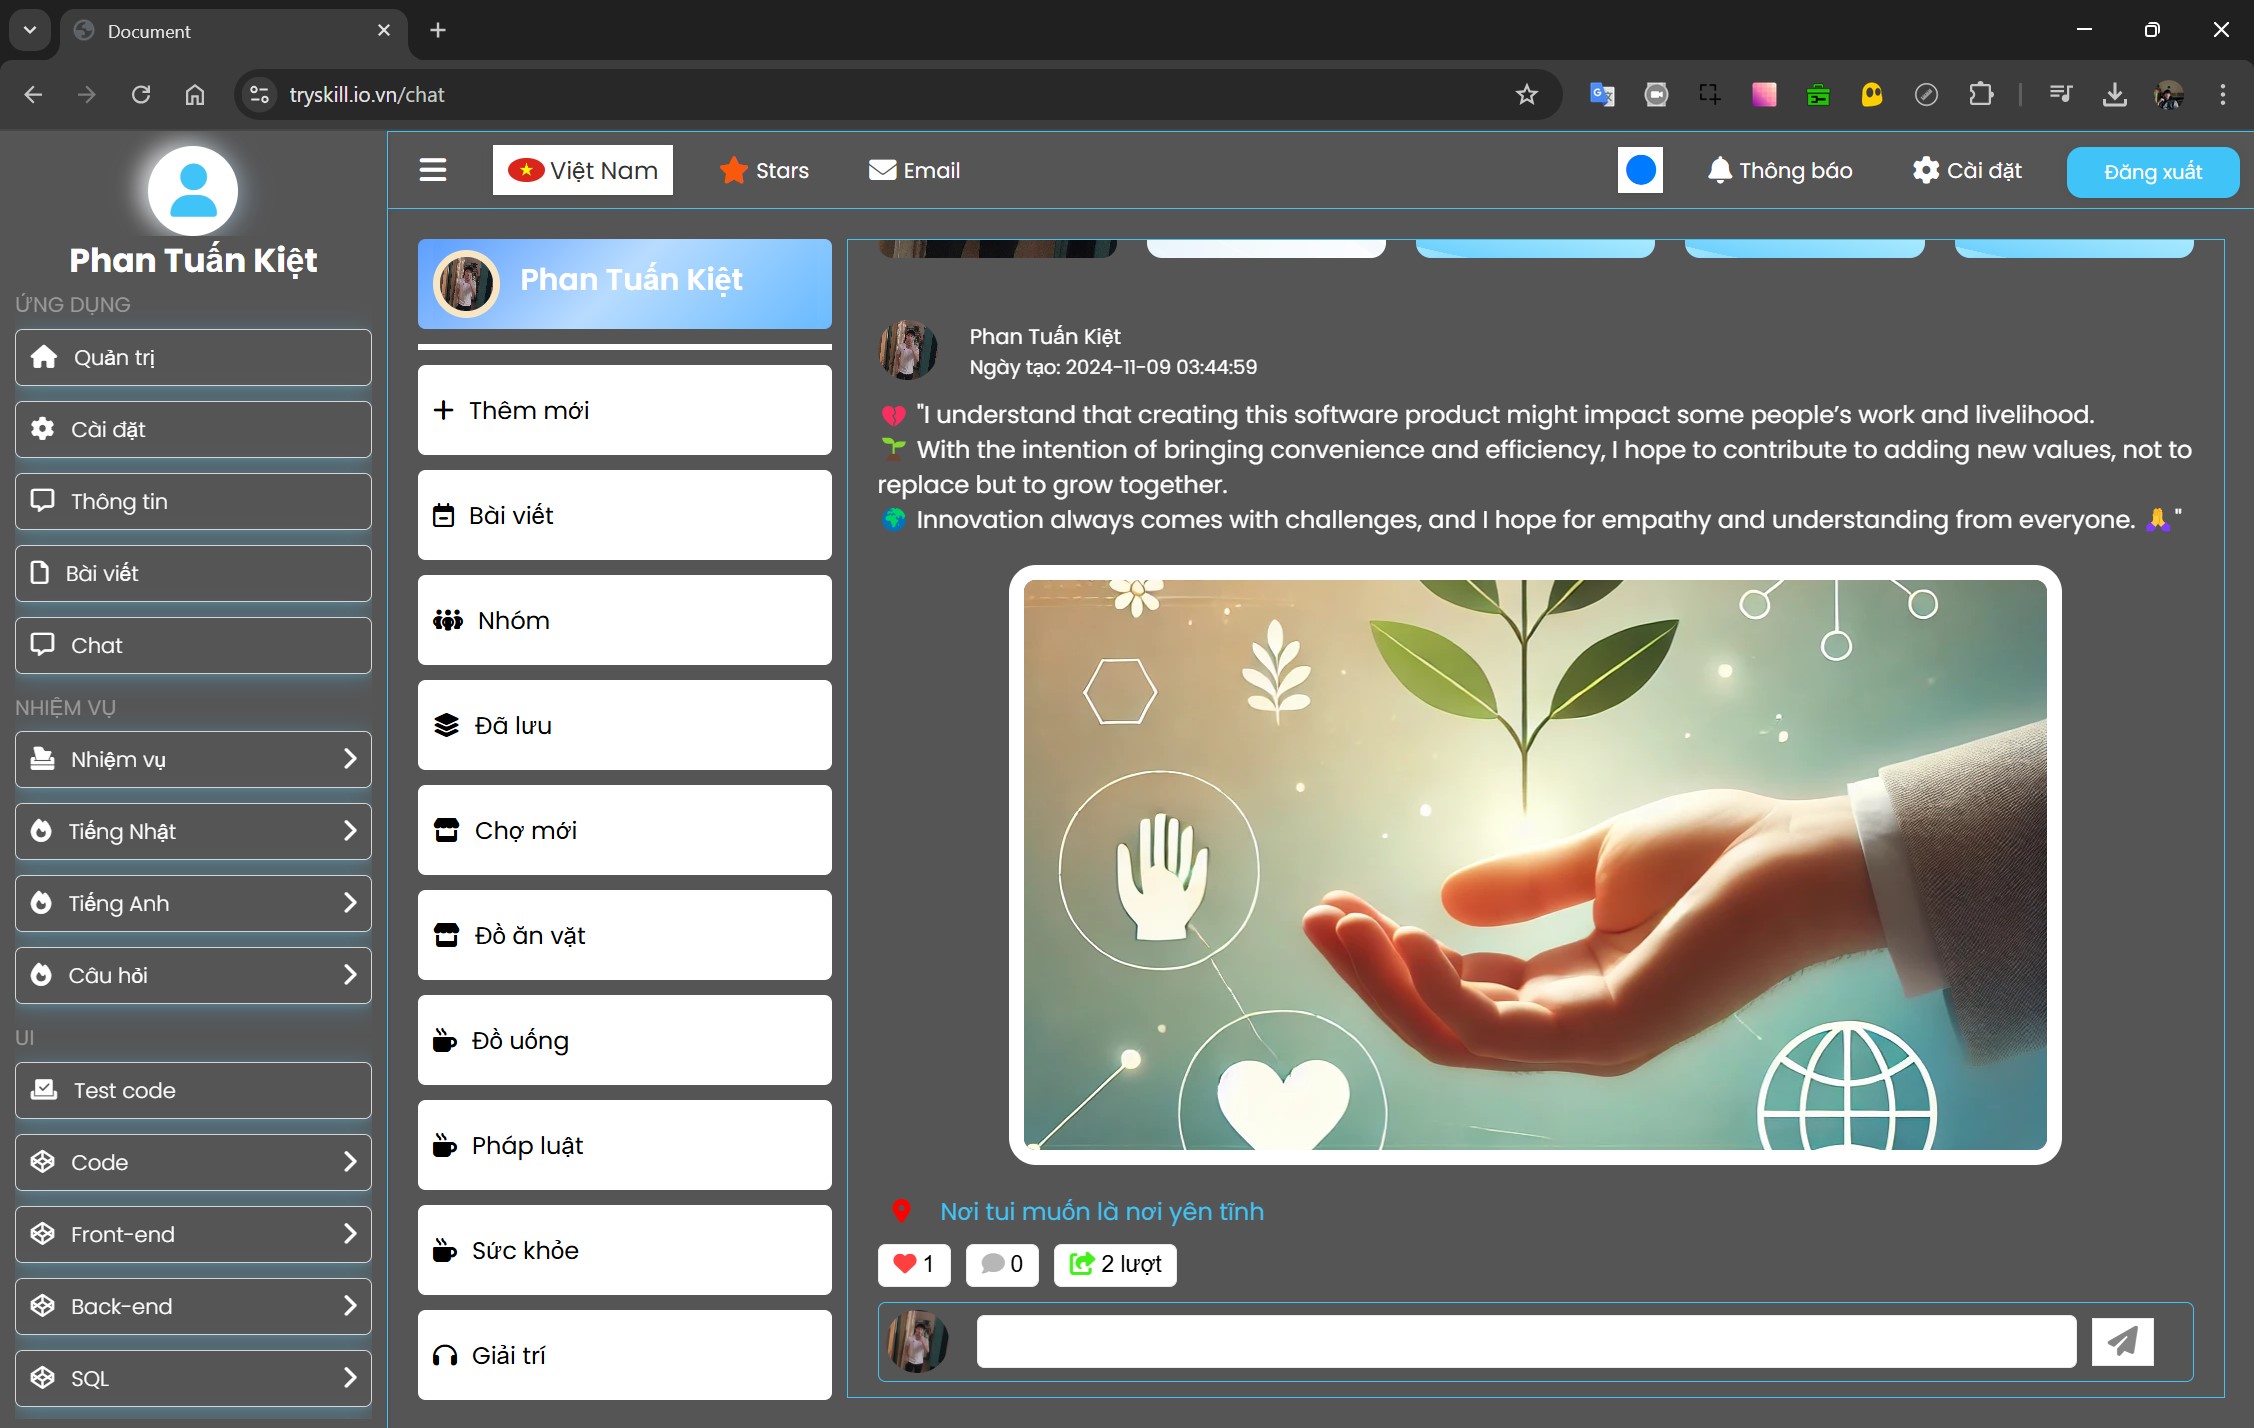 Document
tryskill.io.vn/chat
Phan Tuấn Kiệt
ỨNG DỤNG
Quản trị
Cài đặt
Thông tin
Bài viết
Chat
NHIỆM VỤ
Nhiệm vụ
Tiếng Nhật
Tiếng Anh
Câu hỏi
UI
Test code
Code
Front-end
Back-end
SQL
Việt Nam
Stars
Email
Thông báo
Cài đặt
Đăng xuất
Phan Tuấn Kiệt
Thêm mới
Bài viết
Nhóm
Đã lưu
Chợ mới
Đồ ăn vặt
Đồ uống
Pháp luật
Sức khỏe
Giải trí
Phan Tuấn Kiệt
Ngày tạo: 2024-11-09 03:44:59
💔 "I understand that creating this software product might impact some people’s work and livelihood.
🌱 With the intention of bringing convenience and efficiency, I hope to contribute to adding new values, not to
replace but to grow together.
🌍 Innovation always comes with challenges, and I hope for empathy and understanding from everyone. 🙏"
Nơi tui muốn là nơi yên tĩnh
1
0
2 lượt